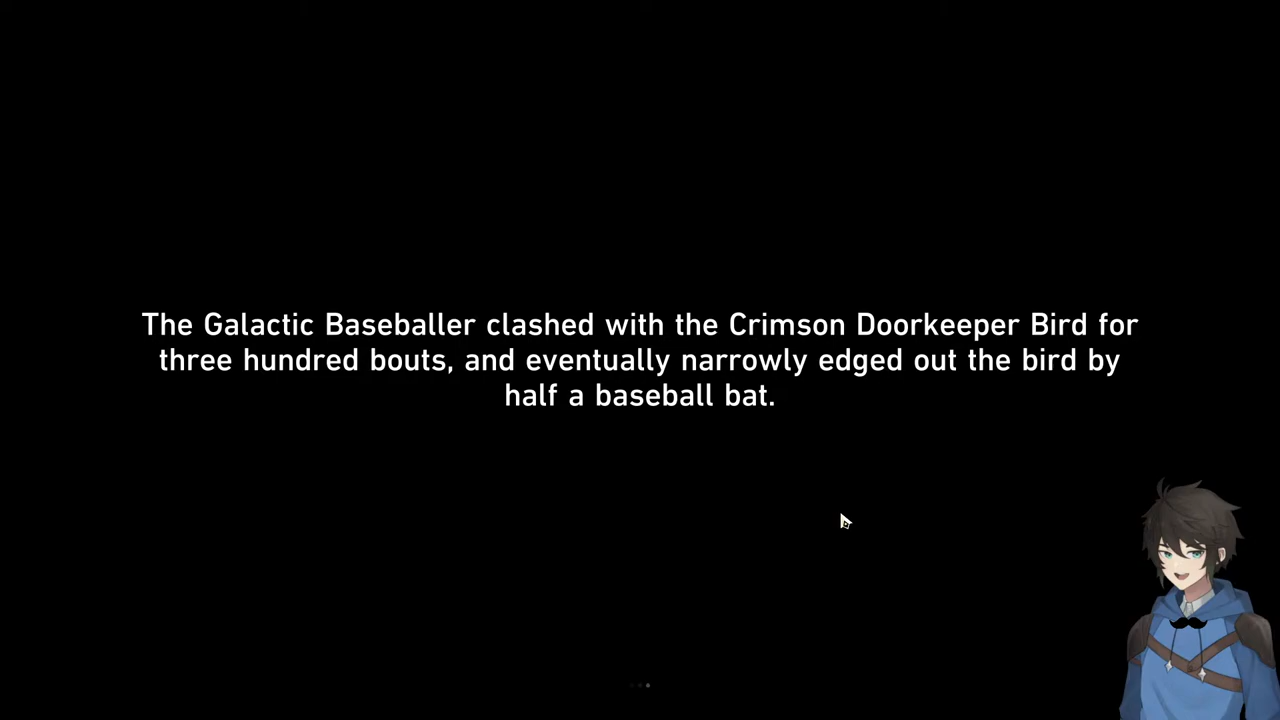 The Galactic Baseballer clashed with the Crimson Doorkeeper Bird for
three hundred bouts, and eventually narrowly edged out the bird by
half a baseball bat.